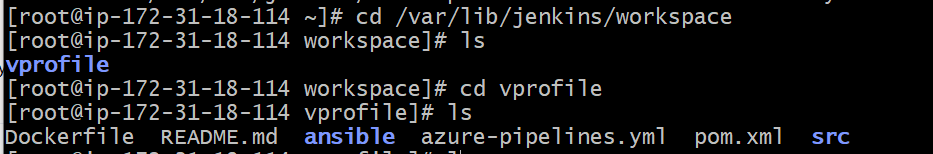 [root@ip-172-31-18-114 ~]# cd /var/lib/jenkins/workspace
[root@ip-172-31-18-114 workspace]# ls
vprofile
[root@ip-172-31-18-114 workspace]# cd vprofile
[root@ip-172-31-18-114 vprofile]# ls
Dockerfile  README.md  ansible  azure-pipelines.yml  pom.xml  src